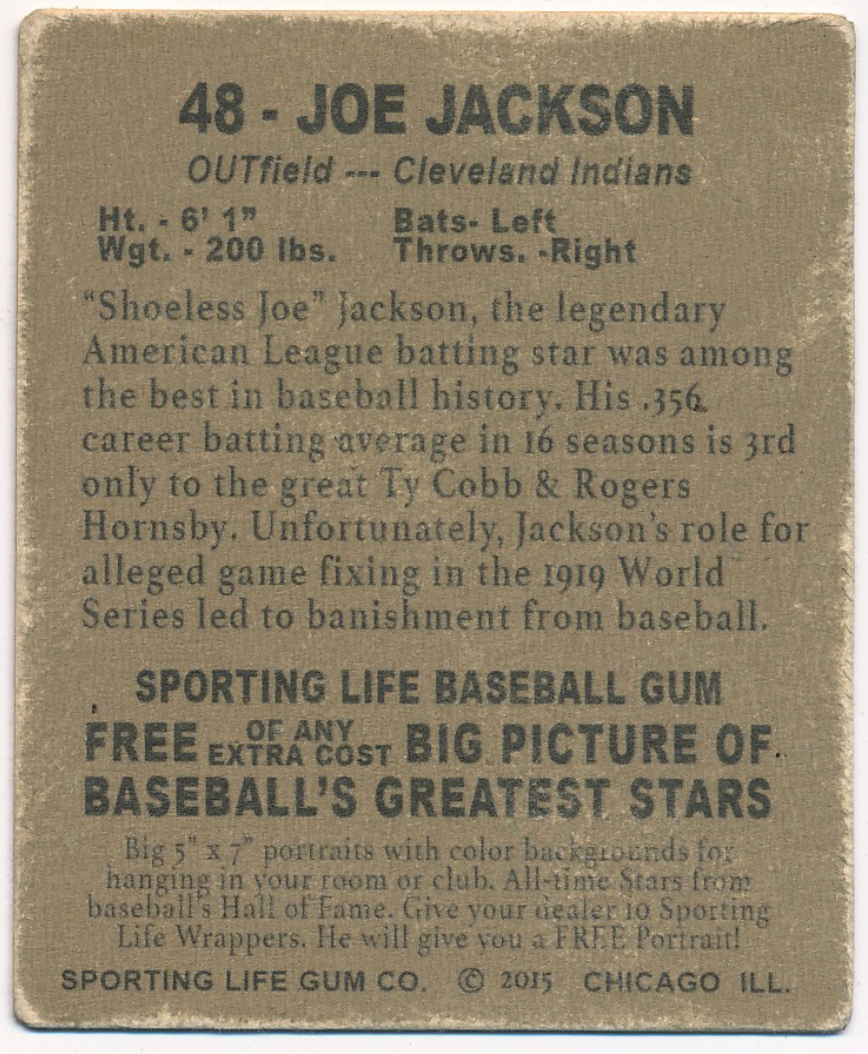 48 - JOE JACKSON
OUTfield --- Cleveland Indians
Ht. - 6' 1" Bats- Left
Wgt. - 200 lbs. Throws. -Right
"Shoeless Joe" Jackson, the legendary
American League batting star was among
the best in baseball history. His .356
career batting average in 16 seasons is 3rd
only to the great Ty Cobb & Rogers
Hornsby. Unfortunately, Jackson's role for
alleged game fixing in the 1919 World
Series led to banishment from baseball.
SPORTING LIFE BASEBALL GUM
FREE OF ANY EXTRA COST BIG PICTURE OF
BASEBALL'S GREATEST STARS
Big 5" x 7" portraits with color backgrounds for
hanging in your room or club. All-time Stars from
baseball's Hall of Fame. Give your dealer 10 Sporting
Life Wrappers. He will give you a FREE Portrait!
SPORTING LIFE GUM CO. © 2015 CHICAGO ILL.